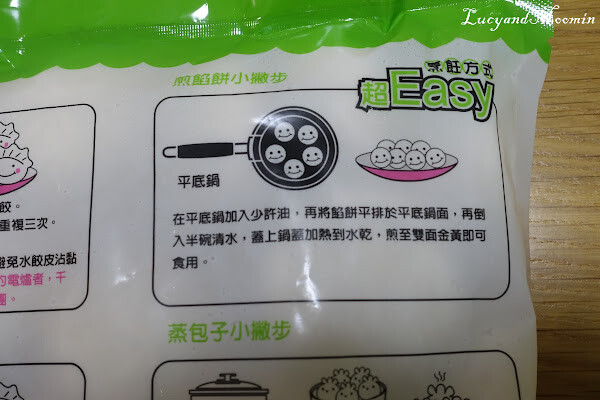 LucyandMoomin
煎餡餅小撇步
烹飪方式
超Easy
平底鍋
在平底鍋加入少許油，再將餡餅平排於平底鍋面，再倒
入半碗清水，蓋上鍋蓋加熱到水乾，煎至雙面金黃即可
食用。
餃。
重複三次。
避免水餃皮沾黏
的電爐者，千
團。
蒸包子小撇步